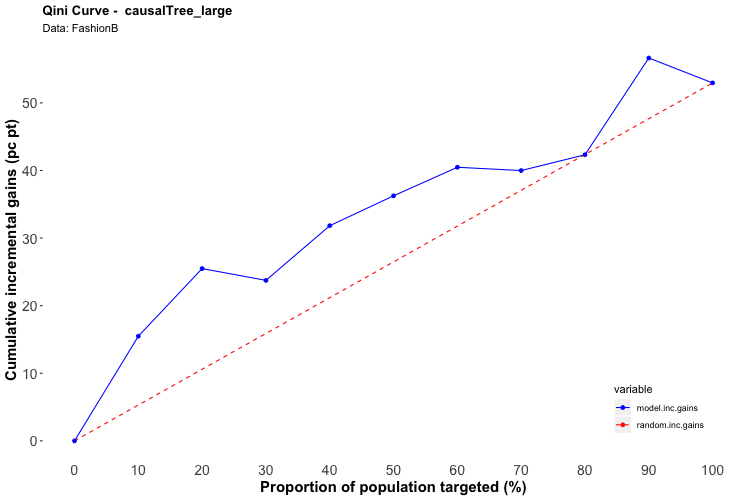 Qini Curve - causalTree_large
Data: FashionB
Cumulative incremental gains (pc pt)
50
40
30
20
10
0
variable
model.inc.gains
random.inc.gains
0 10 20 30 40 50 60 70 80 90 100
Proportion of population targeted (%)